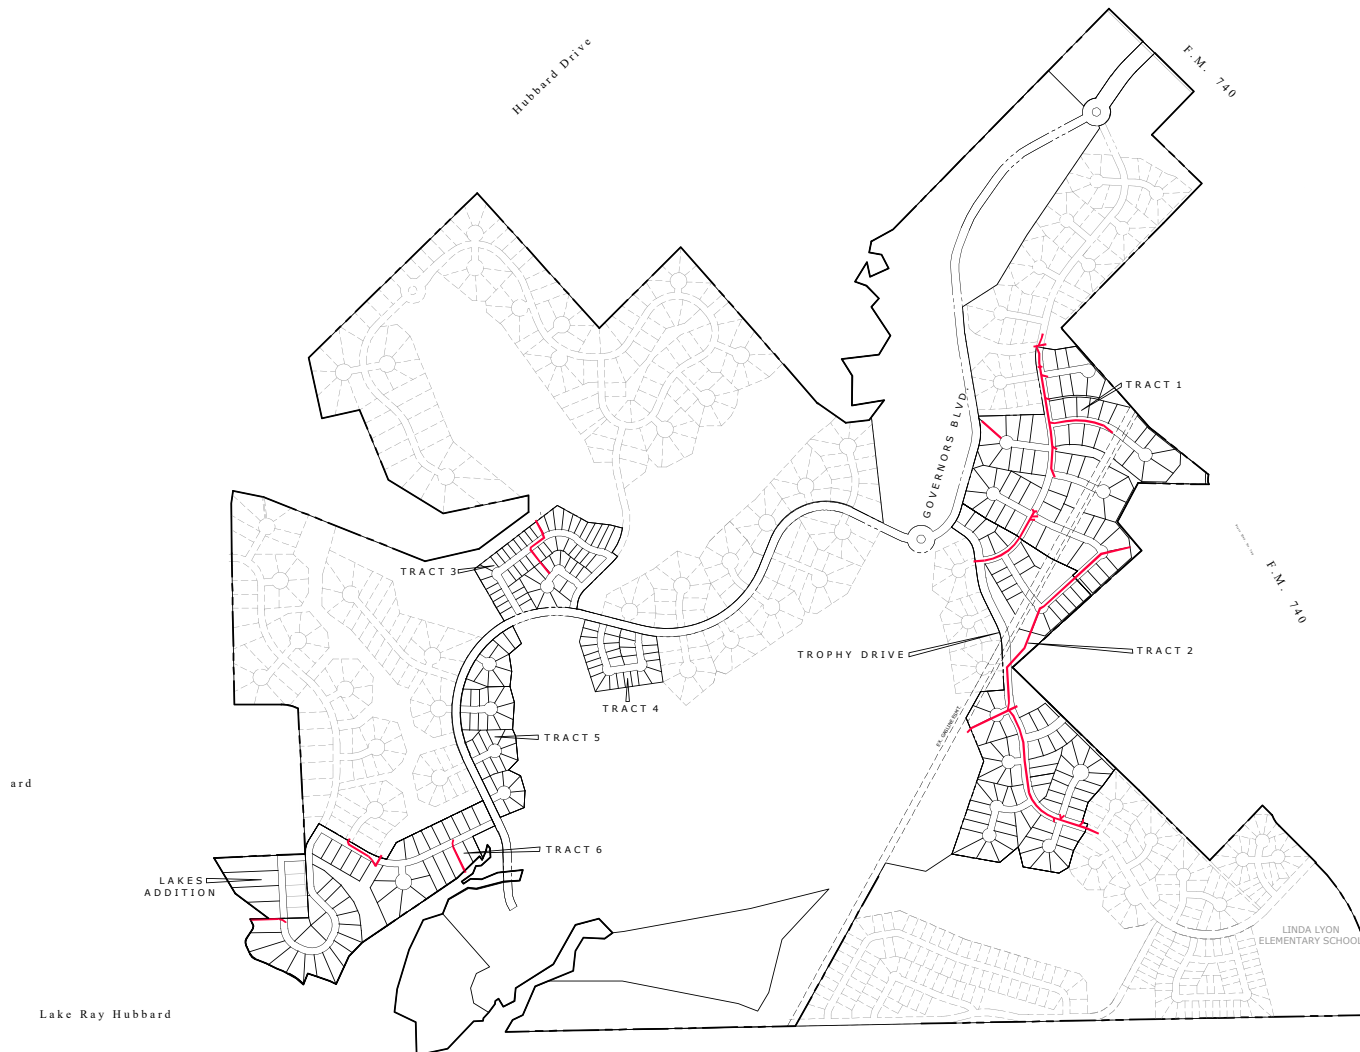 Hubbard Drive
F.M. 740
TRACT 1
GOVERNORS BLVD.
TRACT 3
F.M. 740
TROPHY DRIVE
TRACT 2
TRACT 4
TRACT 5
ard
TRACT 6
LAKES
ADDITION
LINDA LYON
ELEMENTARY SCHOOL
Lake Ray Hubbard